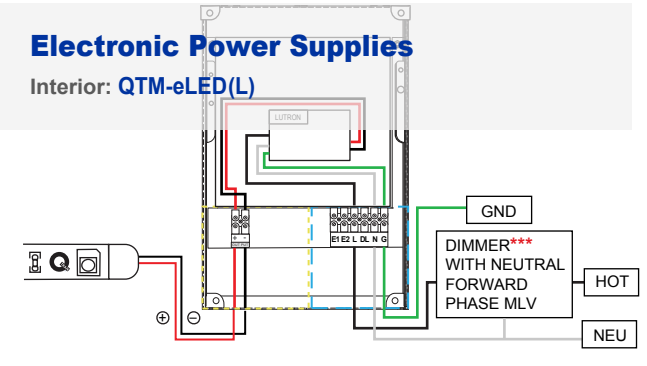 Electronic Power Supplies
Interior: QTM-eLED(L)
LUTRON
+ -
E1 E2 L DL N G
GND
DIMMER***
WITH NEUTRAL
FORWARD
PHASE MLV
HOT
NEU
Q
⊕ ⊖